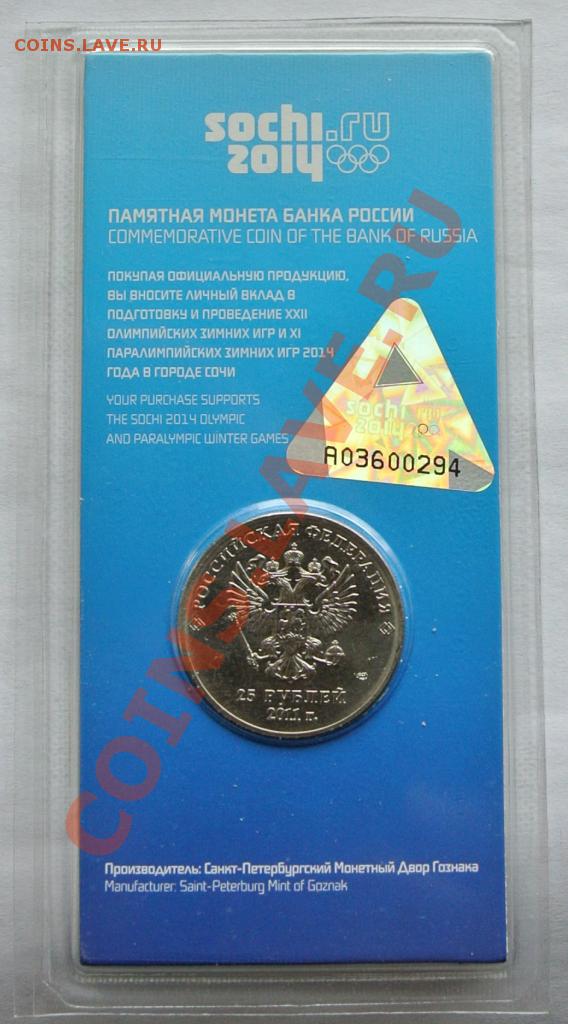 COINS.LAVE.RU
sochi.ru
2014
ПАМЯТНАЯ МОНЕТА БАНКА РОССИИ
COMMEMORATIVE COIN OF THE BANK OF RUSSIA
ПОКУПАЯ ОФИЦИАЛЬНУЮ ПРОДУКЦИЮ,
ВЫ ВНОСИТЕ ЛИЧНЫЙ ВКЛАД В
ПОДГОТОВКУ И ПРОВЕДЕНИЕ XXII
ОЛИМПИЙСКИХ ЗИМНИХ ИГР И XI
ПАРАЛИМПИЙСКИХ ЗИМНИХ ИГР 2014
ГОДА В ГОРОДЕ СОЧИ
YOUR PURCHASE SUPPORTS
THE SOCHI 2014 OLYMPIC
AND PARALYMPIC WINTER GAMES
sochi.ru
2014
A03600294
РОССИЙСКАЯ ФЕДЕРАЦИЯ
25 РУБЛЕЙ
2011 г.
COINS.LAVE.RU
Производитель: Санкт-Петербургский Монетный Двор Гознака
Manufacturer: Saint-Peterburg Mint of Goznak